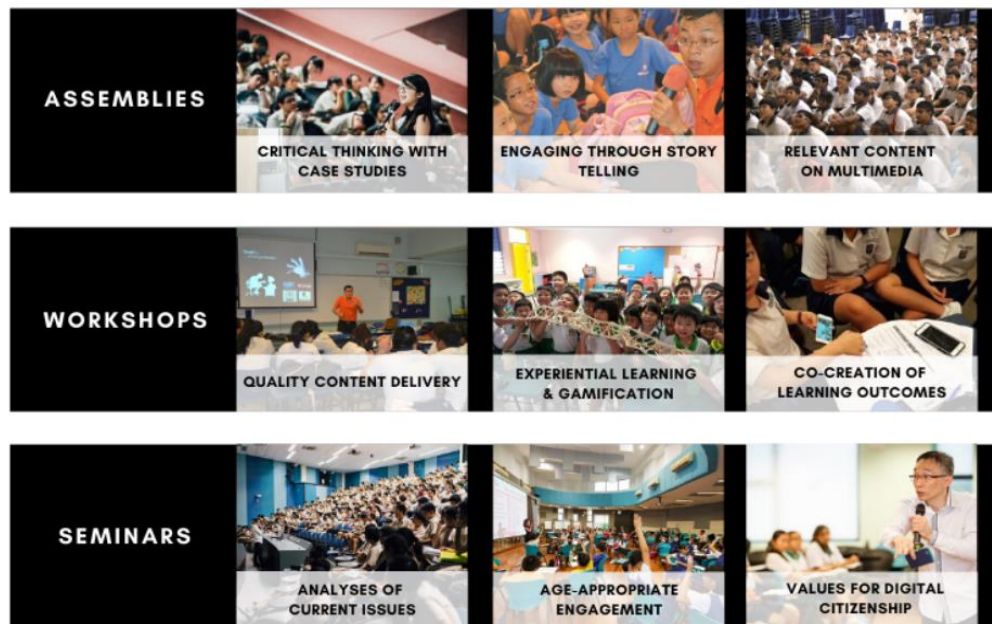 ASSEMBLIES
CRITICAL THINKING WITH
CASE STUDIES
ENGAGING THROUGH STORY
TELLING
RELEVANT CONTENT
ON MULTIMEDIA
WORKSHOPS
QUALITY CONTENT DELIVERY
EXPERIENTIAL LEARNING
& GAMIFICATION
CO-CREATION OF
LEARNING OUTCOMES
SEMINARS
ANALYSES OF
CURRENT ISSUES
AGE-APPROPRIATE
ENGAGEMENT
VALUES FOR DIGITAL
CITIZENSHIP